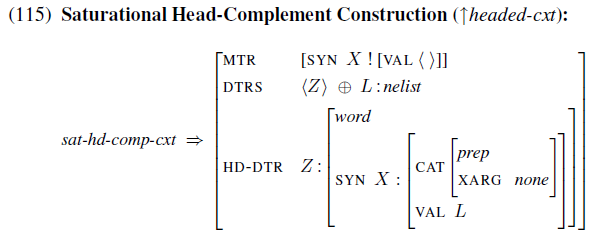 (115) Saturational Head-Complement Construction (↑headed-cxt):
MTR [SYN X ! [VAL ⟨ ⟩]]
DTRS ⟨Z⟩ ⊕ L : nelist
word
sat-hd-comp-cxt ⇒
prep
HD-DTR Z : SYN X : CAT
XARG none
VAL L